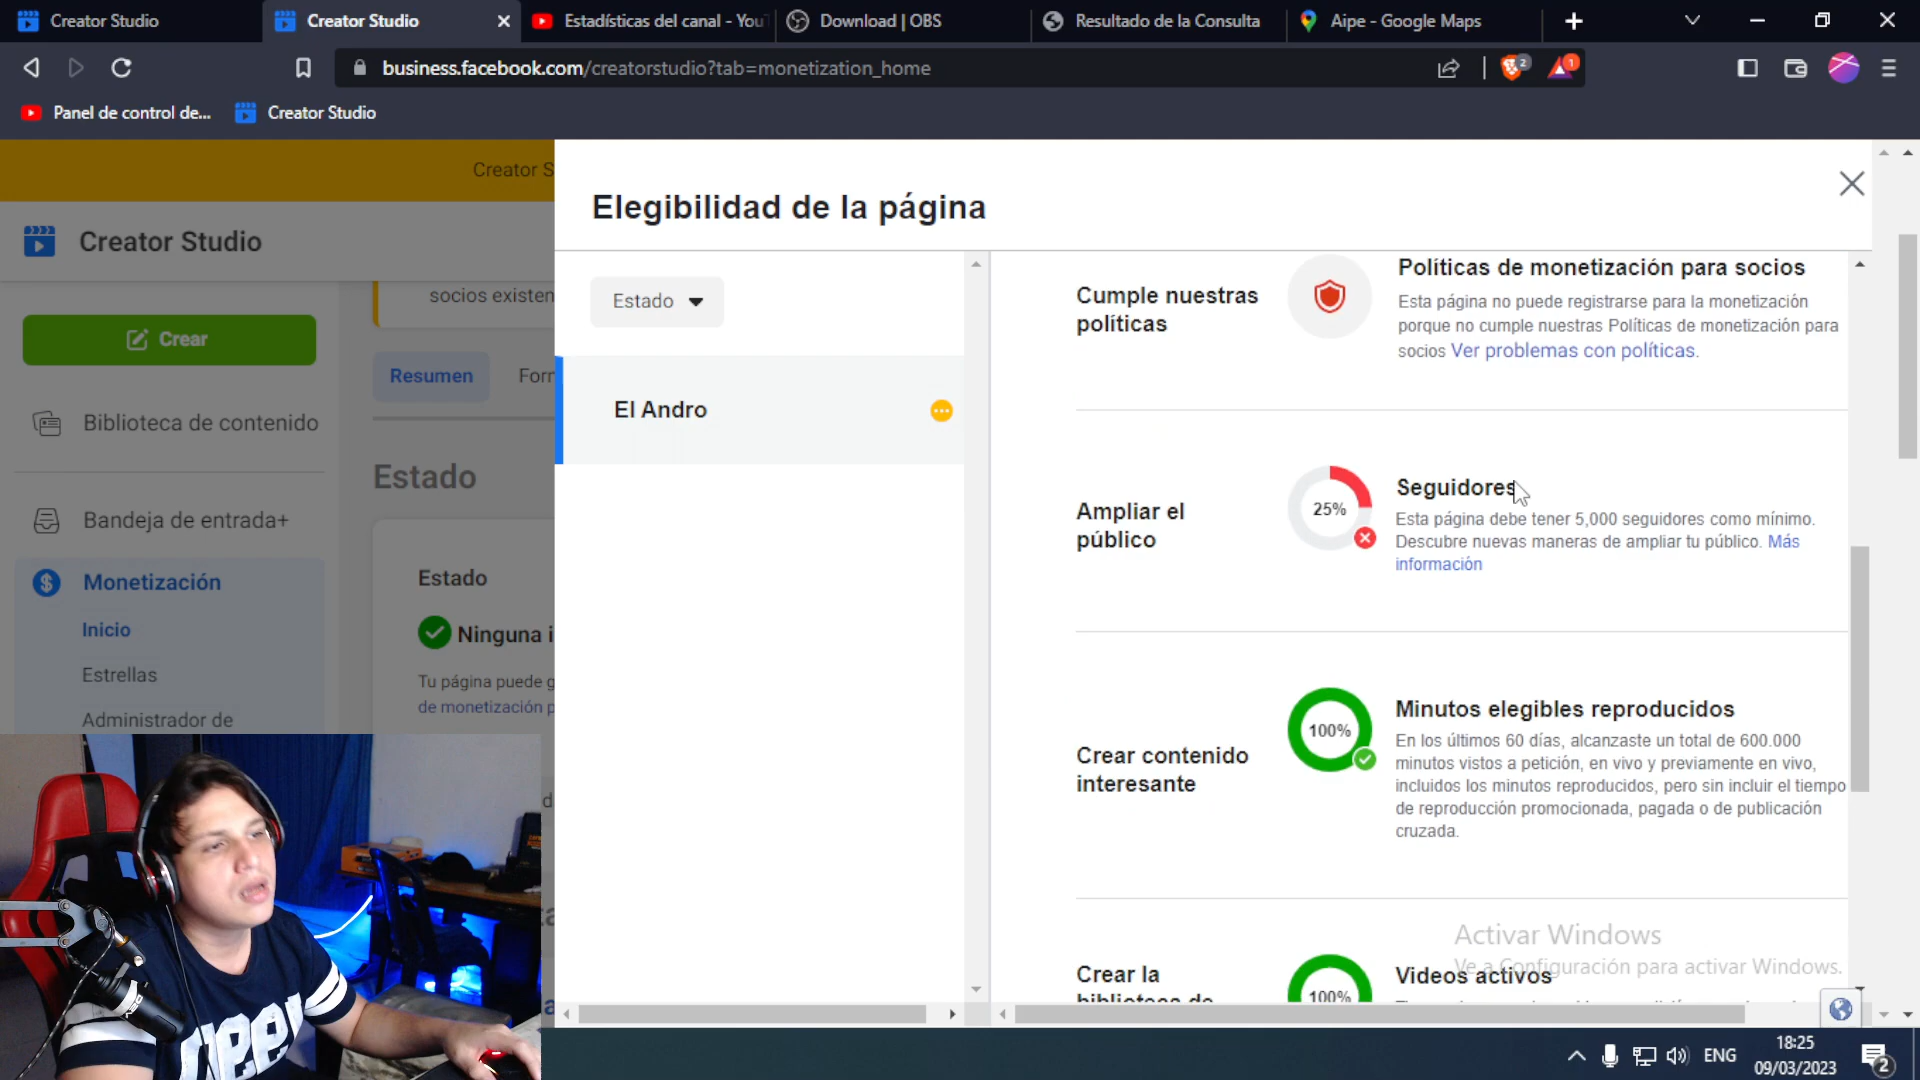 Creator Studio
Creator Studio
Estadísticas del canal - You
Download | OBS
Resultado de la Consulta
Aipe - Google Maps
business.facebook.com/creatorstudio?tab=monetization_home
2
1
Panel de control de...
Creator Studio
Creator S
Creator Studio
socios existen
Crear
Resumen
Forr
Biblioteca de contenido
Estado
Bandeja de entrada+
Monetización
Estado
Inicio
Ninguna i
Estrellas
Tu página puede g
de monetización p
Administrador de
Elegibilidad de la página
Estado
El Andro
Cumple nuestras
políticas
Políticas de monetización para socios
Esta página no puede registrarse para la monetización
porque no cumple nuestras Políticas de monetización para
socios Ver problemas con políticas.
Ampliar el
público
25%
Seguidores
Esta página debe tener 5,000 seguidores como mínimo.
Descubre nuevas maneras de ampliar tu público. Más
información
Crear contenido
interesante
100%
Minutos elegibles reproducidos
En los últimos 60 días, alcanzaste un total de 600.000
minutos vistos a petición, en vivo y previamente en vivo,
incluidos los minutos reproducidos, pero sin incluir el tiempo
de reproducción promocionada, pagada o de publicación
cruzada.
Crear la
biblioteca de
100%
Videos activos
Activar Windows
Ve a Configuración para activar Windows.
ENG
18:25
09/03/2023
2